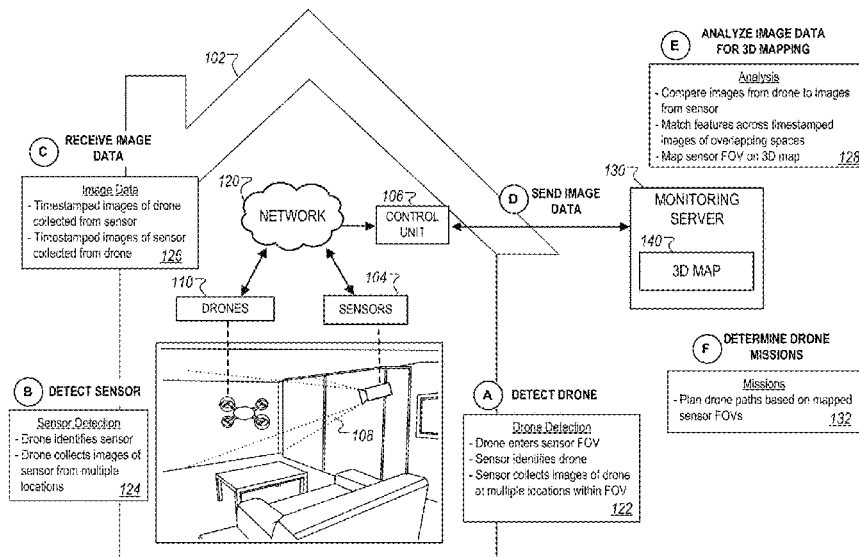 E
ANALYZE IMAGE DATA
FOR 3D MAPPING
Analysis
- Compare images from drone to images
from sensor
- Match features across timestamped
images of overlapping spaces
- Map sensor FOV on 3D map
128
102
C
RECEIVE IMAGE
DATA
Image Data
- Timestamped images of drone
collected from sensor
- Timestamped images of sensor
collected from drone
126
120
NETWORK
106
CONTROL
UNIT
D
SEND IMAGE
DATA
130
MONITORING
SERVER
140
3D MAP
110
DRONES
104
SENSORS
108
B
DETECT SENSOR
Sensor Detection
- Drone identifies sensor
- Drone collects images of
sensor from multiple
locations
124
A
DETECT DRONE
Drone Detection
- Drone enters sensor FOV
- Sensor identifies drone
- Sensor collects images of drone
at multiple locations within FOV
122
F
DETERMINE DRONE
MISSIONS
Missions
- Plan drone paths based on mapped
sensor FOVs
132